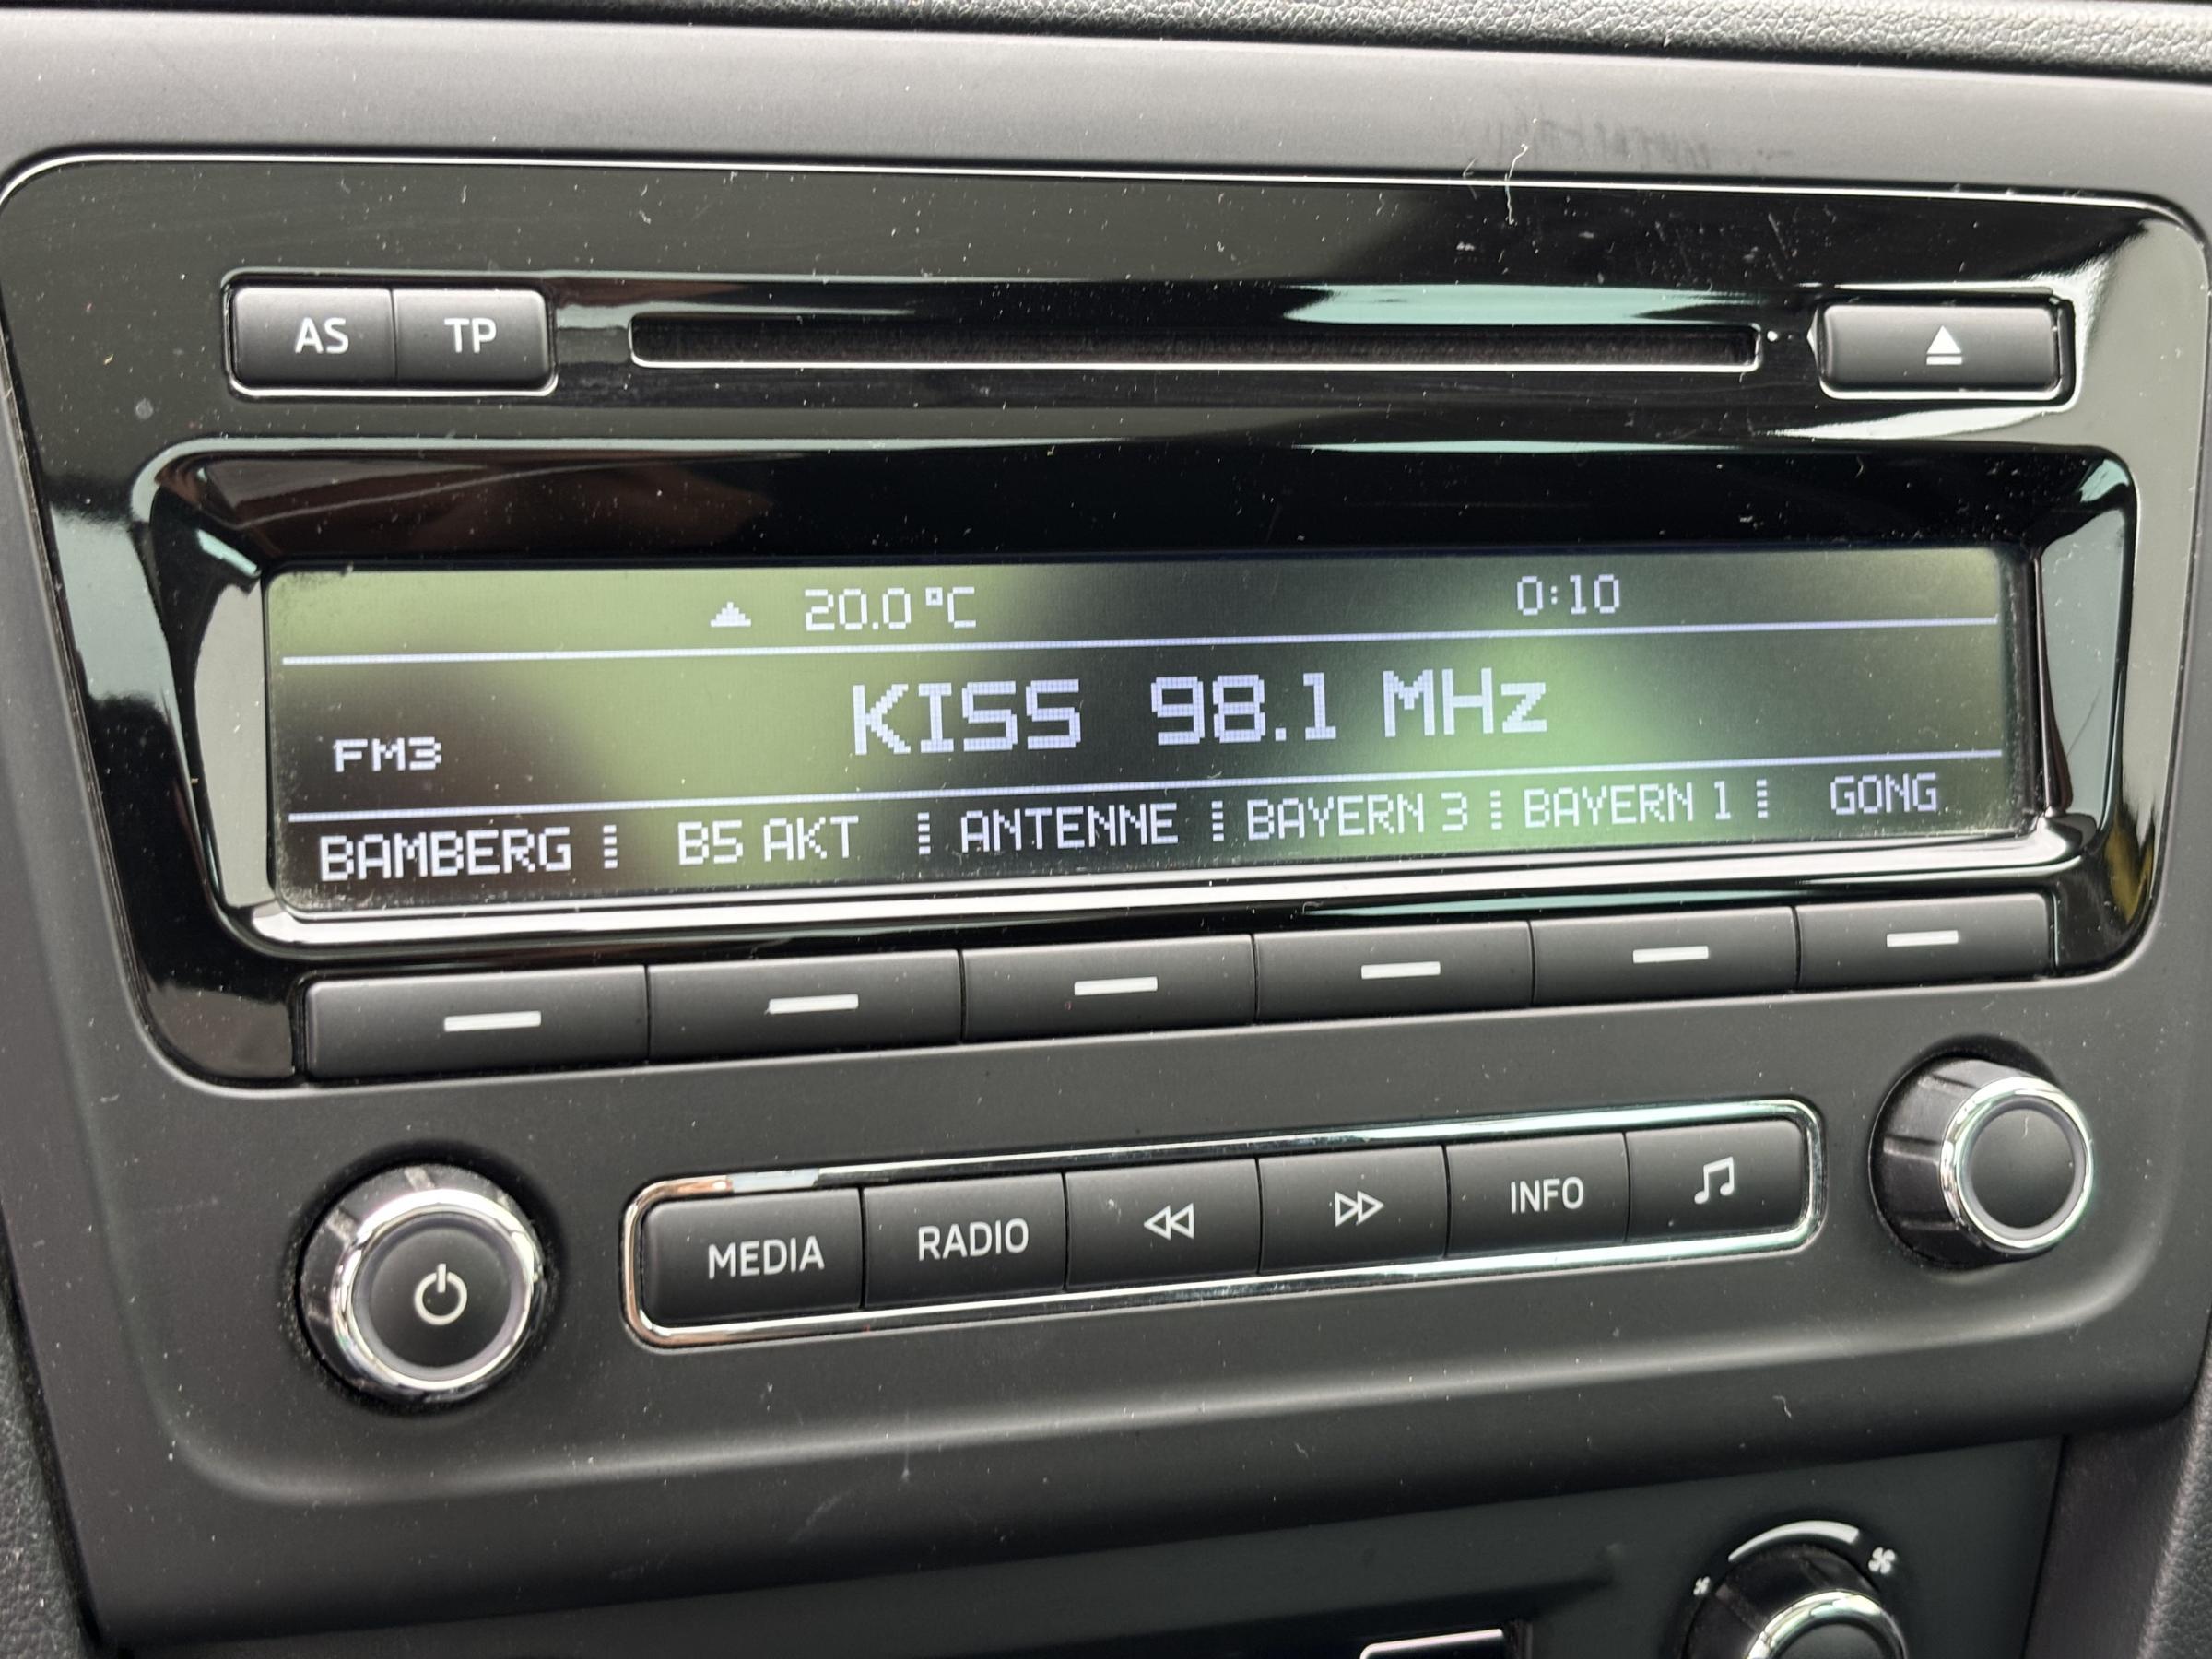 AS TP
20.0 °C 0:10
KISS 98.1 MHz
FM3
BAMBERG B5 AKT ANTENNE BAYERN 3 BAYERN 1 GONG
MEDIA RADIO INFO